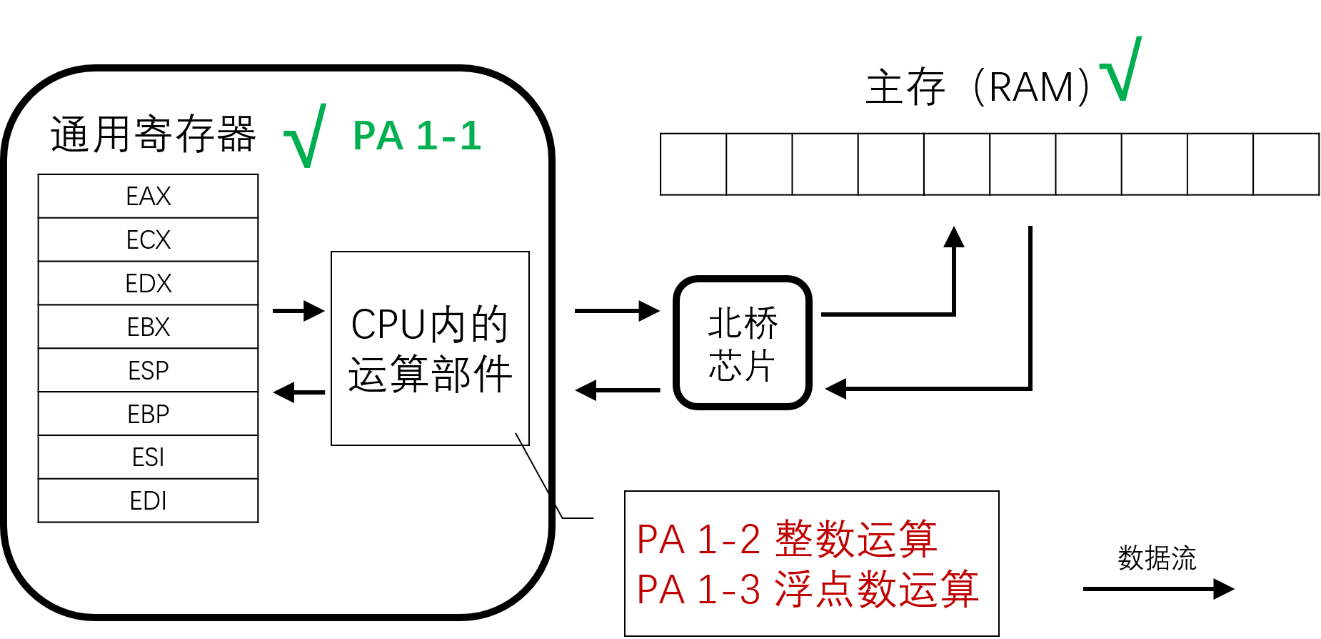 主存（RAM）√
通用寄存器 √ PA 1-1
EAX
ECX
EDX
EBX
ESP
EBP
ESI
EDI
CPU内的
运算部件
北桥
芯片
PA 1-2 整数运算
PA 1-3 浮点数运算
数据流